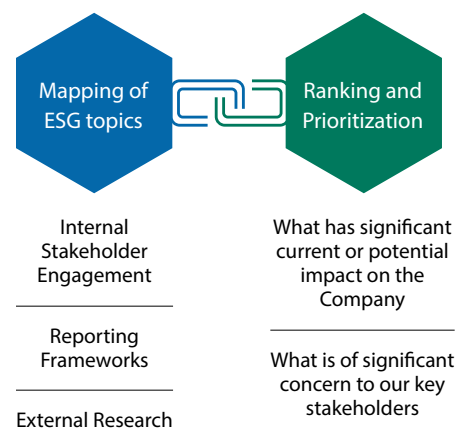 Mapping of
ESG topics
Ranking and
Prioritization
Internal
Stakeholder
Engagement
Reporting
Frameworks
External Research
What has significant
current or potential
impact on the
Company
What is of significant
concern to our key
stakeholders